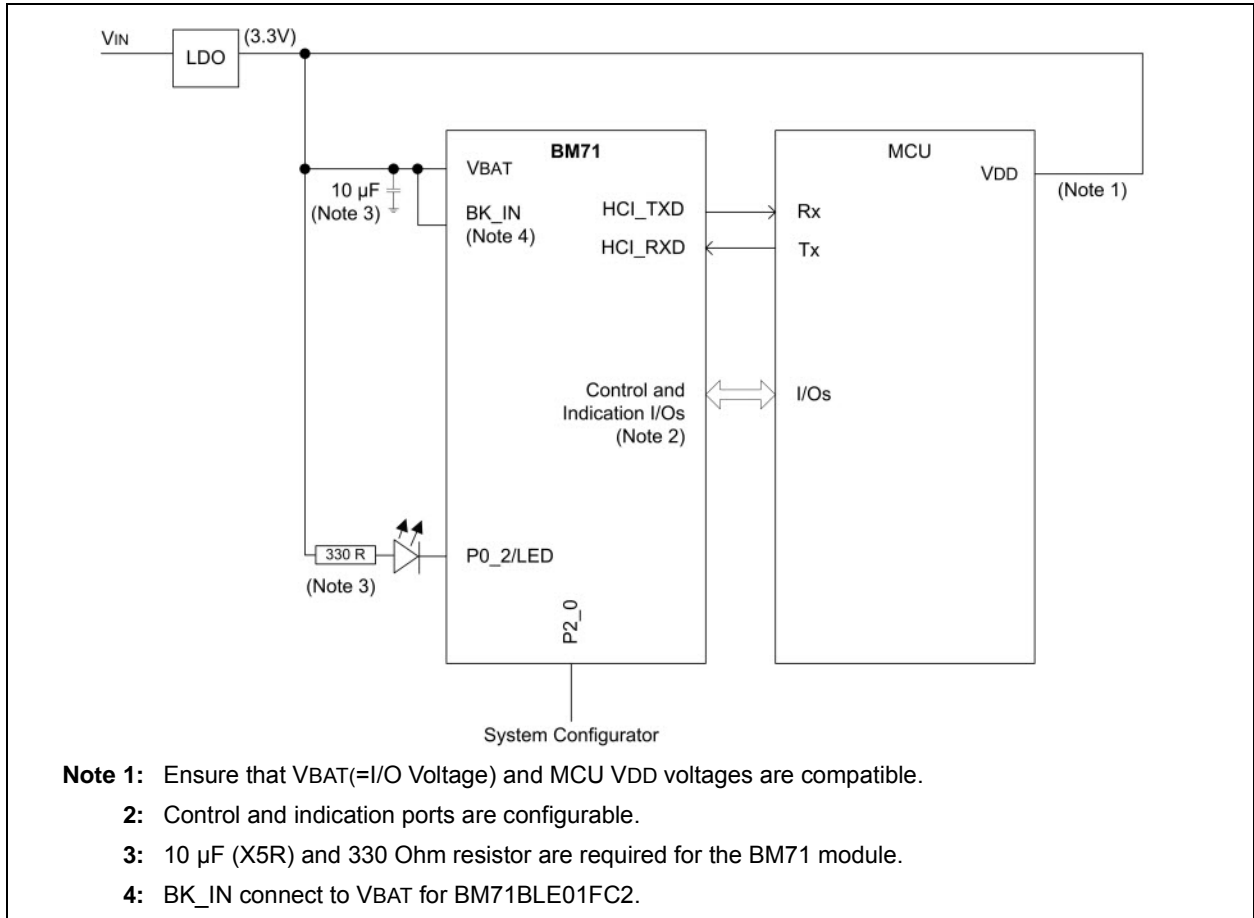 VIN
LDO
(3.3V)
BM71
MCU
VBAT
VDD
10 µF
(Note 3)
(Note 1)
BK_IN
(Note 4)
HCI_TXD
Rx
HCI_RXD
Tx
Control and
Indication I/Os
(Note 2)
I/Os
330 R
(Note 3)
P0_2/LED
P2_0
System Configurator
Note 1: Ensure that VBAT(=I/O Voltage) and MCU VDD voltages are compatible.
2: Control and indication ports are configurable.
3: 10 µF (X5R) and 330 Ohm resistor are required for the BM71 module.
4: BK_IN connect to VBAT for BM71BLE01FC2.